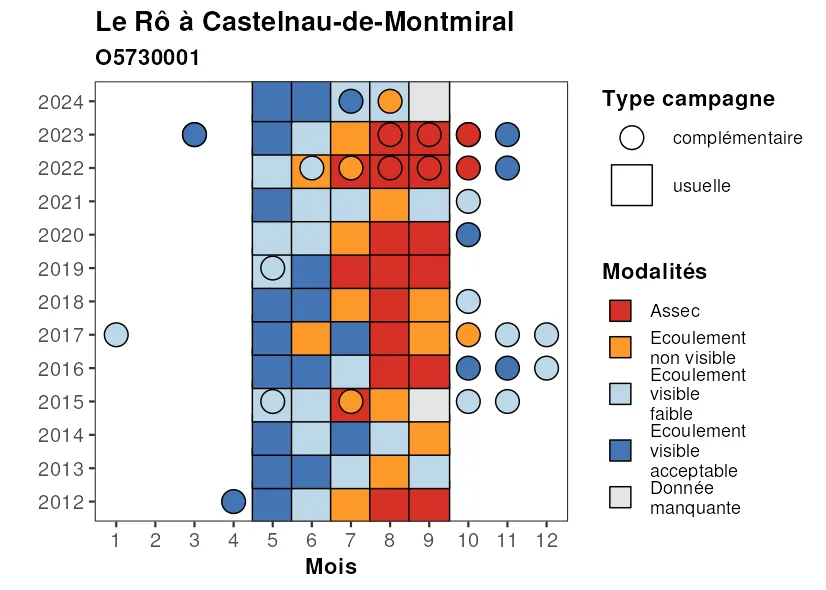 Le Rô à Castelnau-de-Montmiral
O5730001
2024
2023
2022
2021
2020
2019
2018
2017
2016
2015
2014
2013
2012
1 2 3 4 5 6 7 8 9 10 11 12
Mois
Type campagne
complémentaire
usuelle
Modalités
Assec
Ecoulement
non visible
Ecoulement
visible
faible
Ecoulement
visible
acceptable
Donnée
manquante